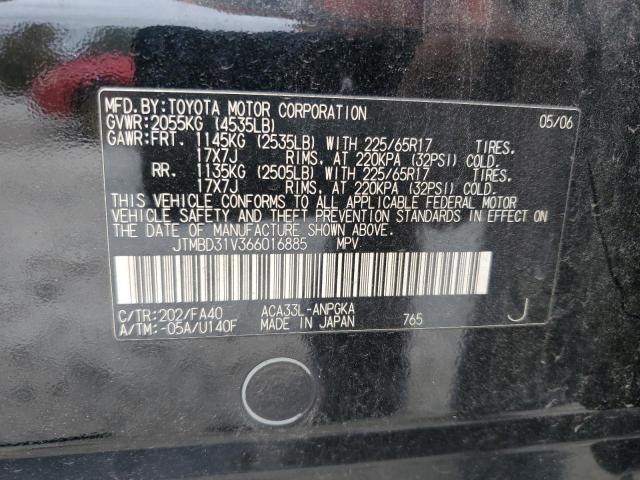 MFD.BY:TOYOTA MOTOR CORPORATION 05/06
GVWR:2055KG (4535LB)
GAWR:FRT. 1145KG (2535LB) WITH 225/65R17 TIRES,
17X7J RIMS, AT 220KPA (32PSI) COLD.
RR. 1135KG (2505LB) WITH 225/65R17 TIRES,
17X7J RIMS, AT 220KPA (32PSI) COLD.
THIS VEHICLE CONFORMS TO ALL APPLICABLE FEDERAL MOTOR
VEHICLE SAFETY AND THEFT PREVENTION STANDARDS IN EFFECT ON
THE DATE OF MANUFACTURE SHOWN ABOVE.
JTMBD31V366016885 MPV
C/TR:202/FA40 ACA33L-ANPGKA
A/TM:-05A/U140F MADE IN JAPAN 765 J